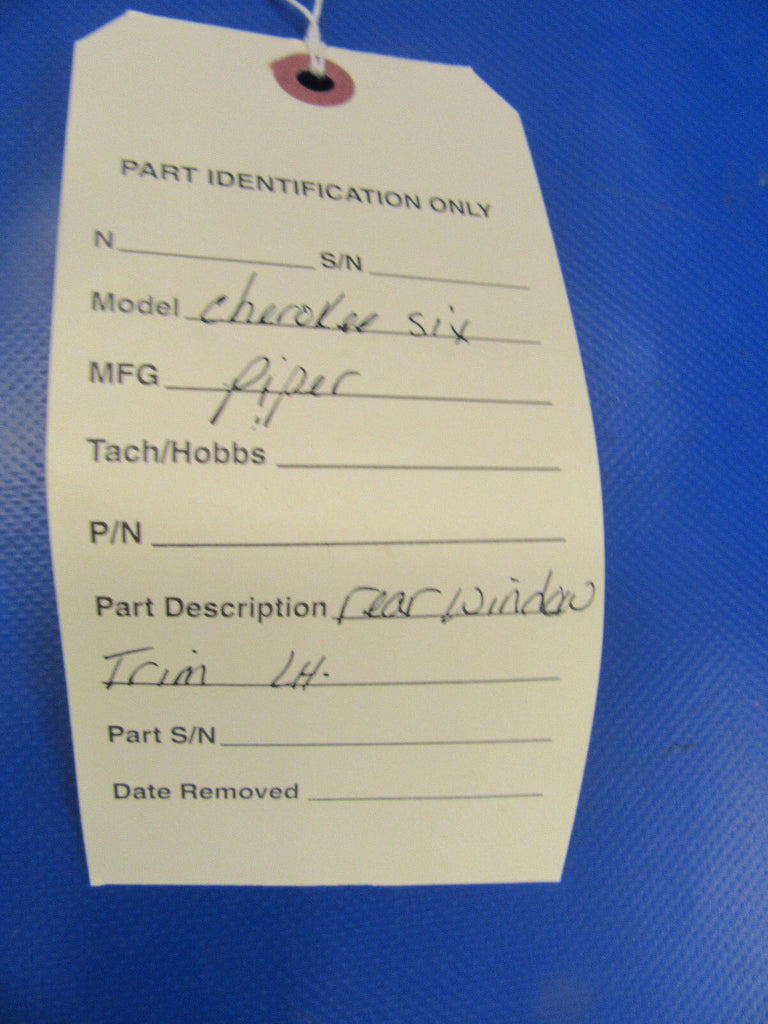 PART IDENTIFICATION ONLY
N S/N
Model cherokee six
MFG piper
Tach/Hobbs
P/N
Part Description rear window
Trim LH.
Part S/N
Date Removed